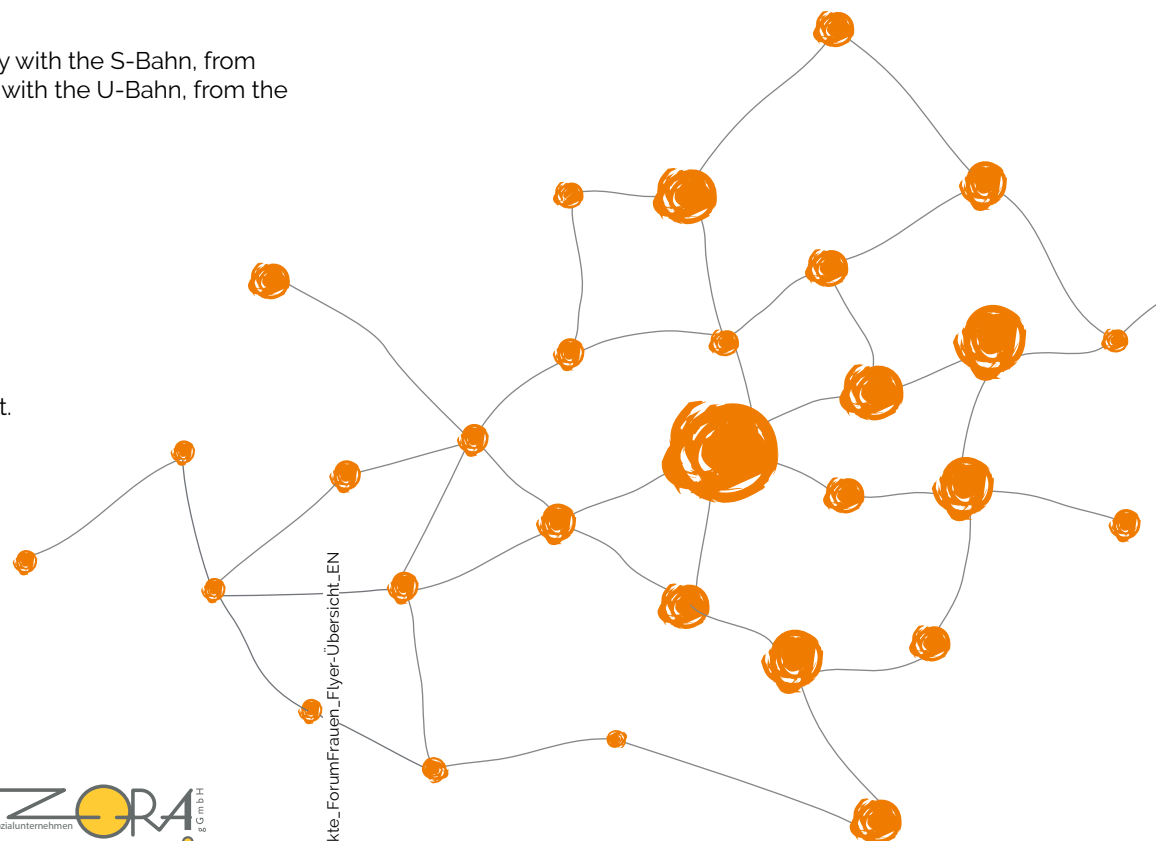 y with the S-Bahn, from
with the U-Bahn, from the
t.
kte_ForumFrauen_Flyer-Übersicht_EN
ZORA
gGmbH
zialunternehmen